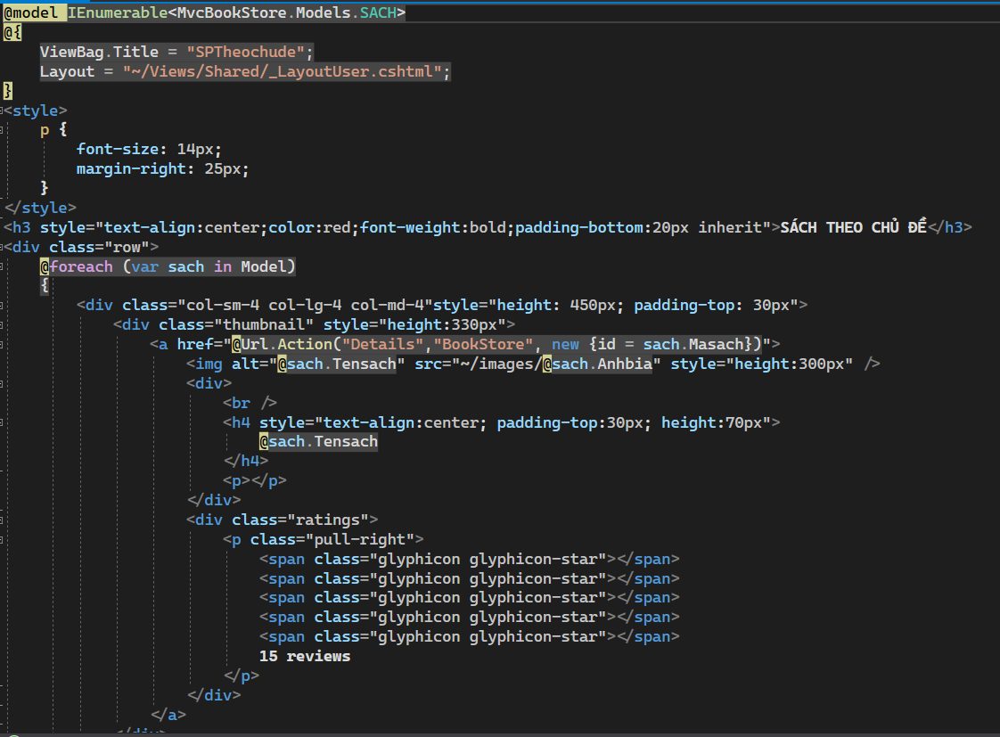 @model IEnumerable<MvcBookStore.Models.SACH>
@{
    ViewBag.Title = "SPTheochude";
    Layout = "~/Views/Shared/_LayoutUser.cshtml";
}
<style>
    p {
        font-size: 14px;
        margin-right: 25px;
    }
</style>
<h3 style="text-align:center;color:red;font-weight:bold;padding-bottom:20px inherit">SÁCH THEO CHỦ ĐỀ</h3>
<div class="row">
    @foreach (var sach in Model)
    {
        <div class="col-sm-4 col-lg-4 col-md-4"style="height: 450px; padding-top: 30px">
            <div class="thumbnail" style="height:330px">
                <a href="@Url.Action("Details","BookStore", new {id = sach.Masach})">
                    <img alt="@sach.Tensach" src="~/images/@sach.Anhbia" style="height:300px" />
                    <div>
                        <br />
                        <h4 style="text-align:center; padding-top:30px; height:70px">
                            @sach.Tensach
                        </h4>
                        <p></p>
                    </div>
                    <div class="ratings">
                        <p class="pull-right">
                            <span class="glyphicon glyphicon-star"></span>
                            <span class="glyphicon glyphicon-star"></span>
                            <span class="glyphicon glyphicon-star"></span>
                            <span class="glyphicon glyphicon-star"></span>
                            <span class="glyphicon glyphicon-star"></span>
                            15 reviews
                        </p>
                    </div>
                </a>
            </div>